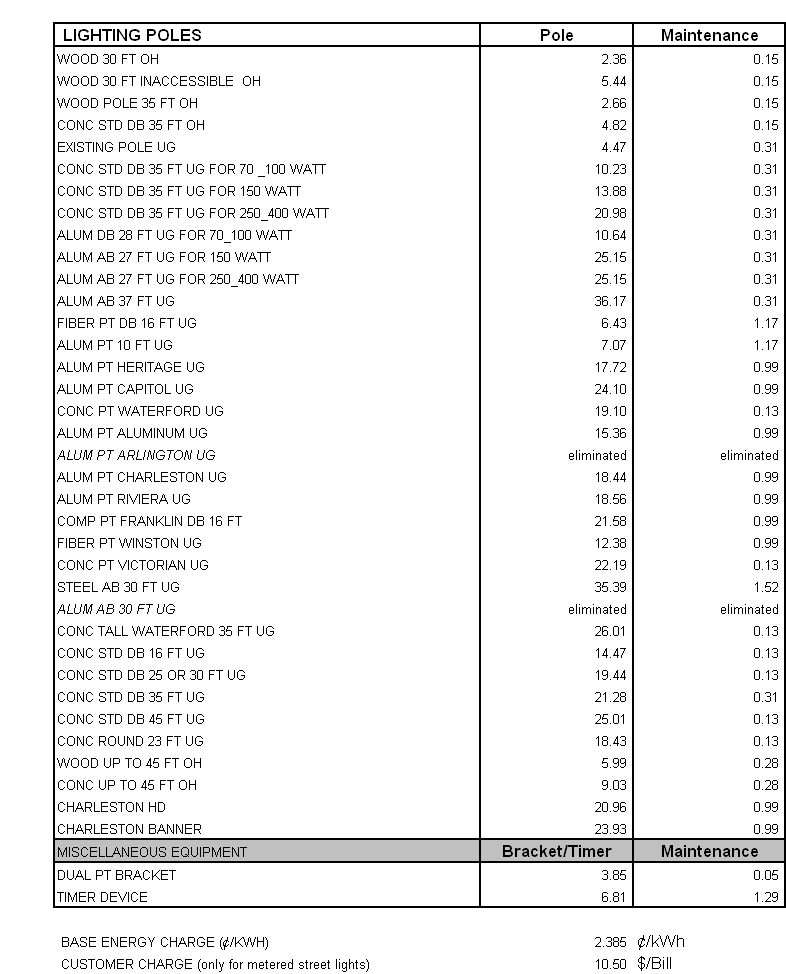 LIGHTING POLES Pole Maintenance
WOOD 30 FT OH 2.36 0.15
WOOD 30 FT INACCESSIBLE OH 5.44 0.15
WOOD POLE 35 FT OH 2.66 0.15
CONC STD DB 35 FT OH 4.82 0.15
EXISTING POLE UG 4.47 0.31
CONC STD DB 35 FT UG FOR 70 _100 WATT 10.23 0.31
CONC STD DB 35 FT UG FOR 150 WATT 13.88 0.31
CONC STD DB 35 FT UG FOR 250_400 WATT 20.98 0.31
ALUM DB 28 FT UG FOR 70_100 WATT 10.64 0.31
ALUM AB 27 FT UG FOR 150 WATT 25.15 0.31
ALUM AB 27 FT UG FOR 250_400 WATT 25.15 0.31
ALUM AB 37 FT UG 36.17 0.31
FIBER PT DB 16 FT UG 6.43 1.17
ALUM PT 10 FT UG 7.07 1.17
ALUM PT HERITAGE UG 17.72 0.99
ALUM PT CAPITOL UG 24.10 0.99
CONC PT WATERFORD UG 19.10 0.13
ALUM PT ALUMINUM UG 15.36 0.99
ALUM PT ARLINGTON UG eliminated eliminated
ALUM PT CHARLESTON UG 18.44 0.99
ALUM PT RIVIERA UG 18.56 0.99
COMP PT FRANKLIN DB 16 FT 21.58 0.99
FIBER PT WINSTON UG 12.38 0.99
CONC PT VICTORIAN UG 22.19 0.13
STEEL AB 30 FT UG 35.39 1.52
ALUM AB 30 FT UG eliminated eliminated
CONC TALL WATERFORD 35 FT UG 26.01 0.13
CONC STD DB 16 FT UG 14.47 0.13
CONC STD DB 25 OR 30 FT UG 19.44 0.13
CONC STD DB 35 FT UG 21.28 0.31
CONC STD DB 45 FT UG 25.01 0.13
CONC ROUND 23 FT UG 18.43 0.13
WOOD UP TO 45 FT OH 5.99 0.28
CONC UP TO 45 FT OH 9.03 0.28
CHARLESTON HD 20.96 0.99
CHARLESTON BANNER 23.93 0.99
MISCELLANEOUS EQUIPMENT Bracket/Timer Maintenance
DUAL PT BRACKET 3.85 0.05
TIMER DEVICE 6.81 1.29
BASE ENERGY CHARGE (¢/KWH) 2.385 ¢/kWh
CUSTOMER CHARGE (only for metered street lights) 10.50 $/Bill